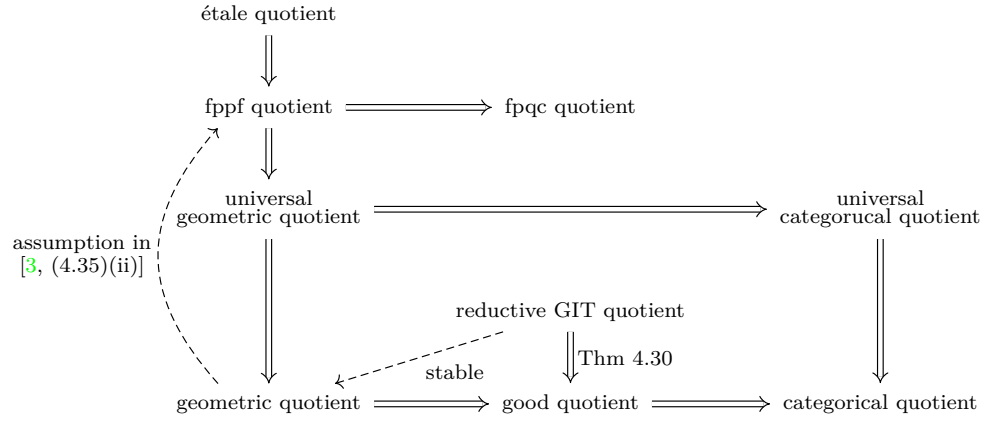 étale quotient
fppf quotient
fpqc quotient
universal
geometric quotient
universal
categorucal quotient
assumption in
[3, (4.35)(ii)]
reductive GIT quotient
Thm 4.30
stable
geometric quotient
good quotient
categorical quotient